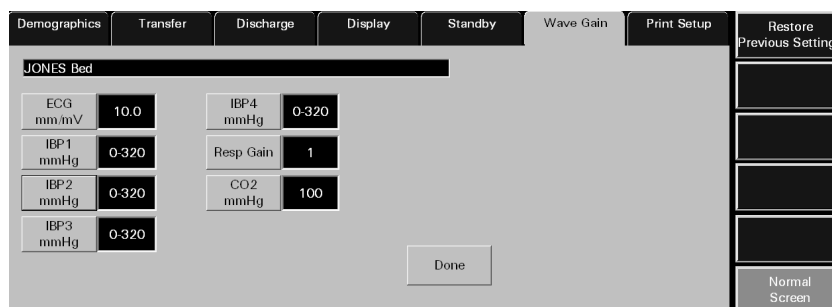 Demographics Transfer Discharge Display Standby Wave Gain Print Setup
Restore
Previous Setting
JONES Bed
ECG
mm/mV
10.0
IBP4
mmHg
0-320
IBP1
mmHg
0-320
Resp Gain
1
IBP2
mmHg
0-320
CO2
mmHg
100
IBP3
mmHg
0-320
Done
Normal
Screen